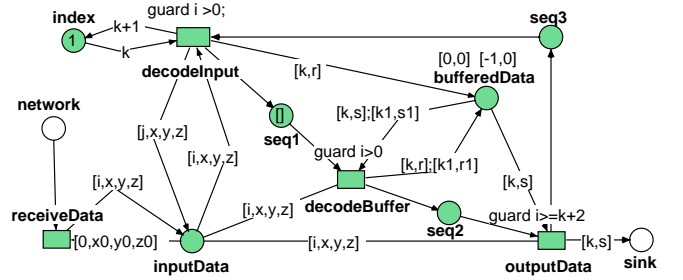 guard i >0;
index
seq3
k+1
1
k
[0,0] [-1,0]
decodeInput
[k,r]
bufferedData
network
[k,s];[k1,s1]
[]
[j,x,y,z]
seq1
guard i>0
[i,x,y,z]
[k,r];[k1,r1]
[i,x,y,z]
[k,s]
decodeBuffer
[i,x,y,z]
receiveData
guard i>=k+2
seq2
[0,x0,y0,z0]
[i,x,y,z]
[k,s]
inputData
outputData
sink